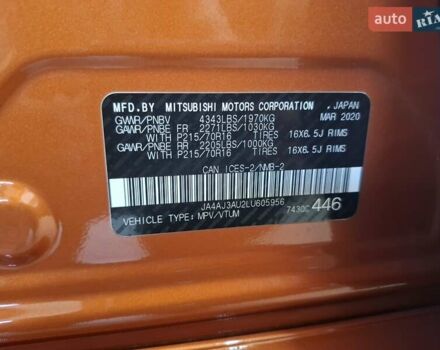 AUTO RIA
MFD.BY MITSUBISHI MOTORS CORPORATION , JAPAN
GVWR/PNBV 4343LBS/1970KG MAR 2020
GAWR/PNBE FR 2271LBS/1030KG
WITH P215/70R16 TIRES 16X6.5J RIMS
GAWR/PNBE RR 2205LBS/1000KG
WITH P215/70R16 TIRES 16X6.5J RIMS
CAN ICES-2/NMB-2
JA4AJ3AU2LU605956
VEHICLE TYPE: MPV/VTUM 7430C 446